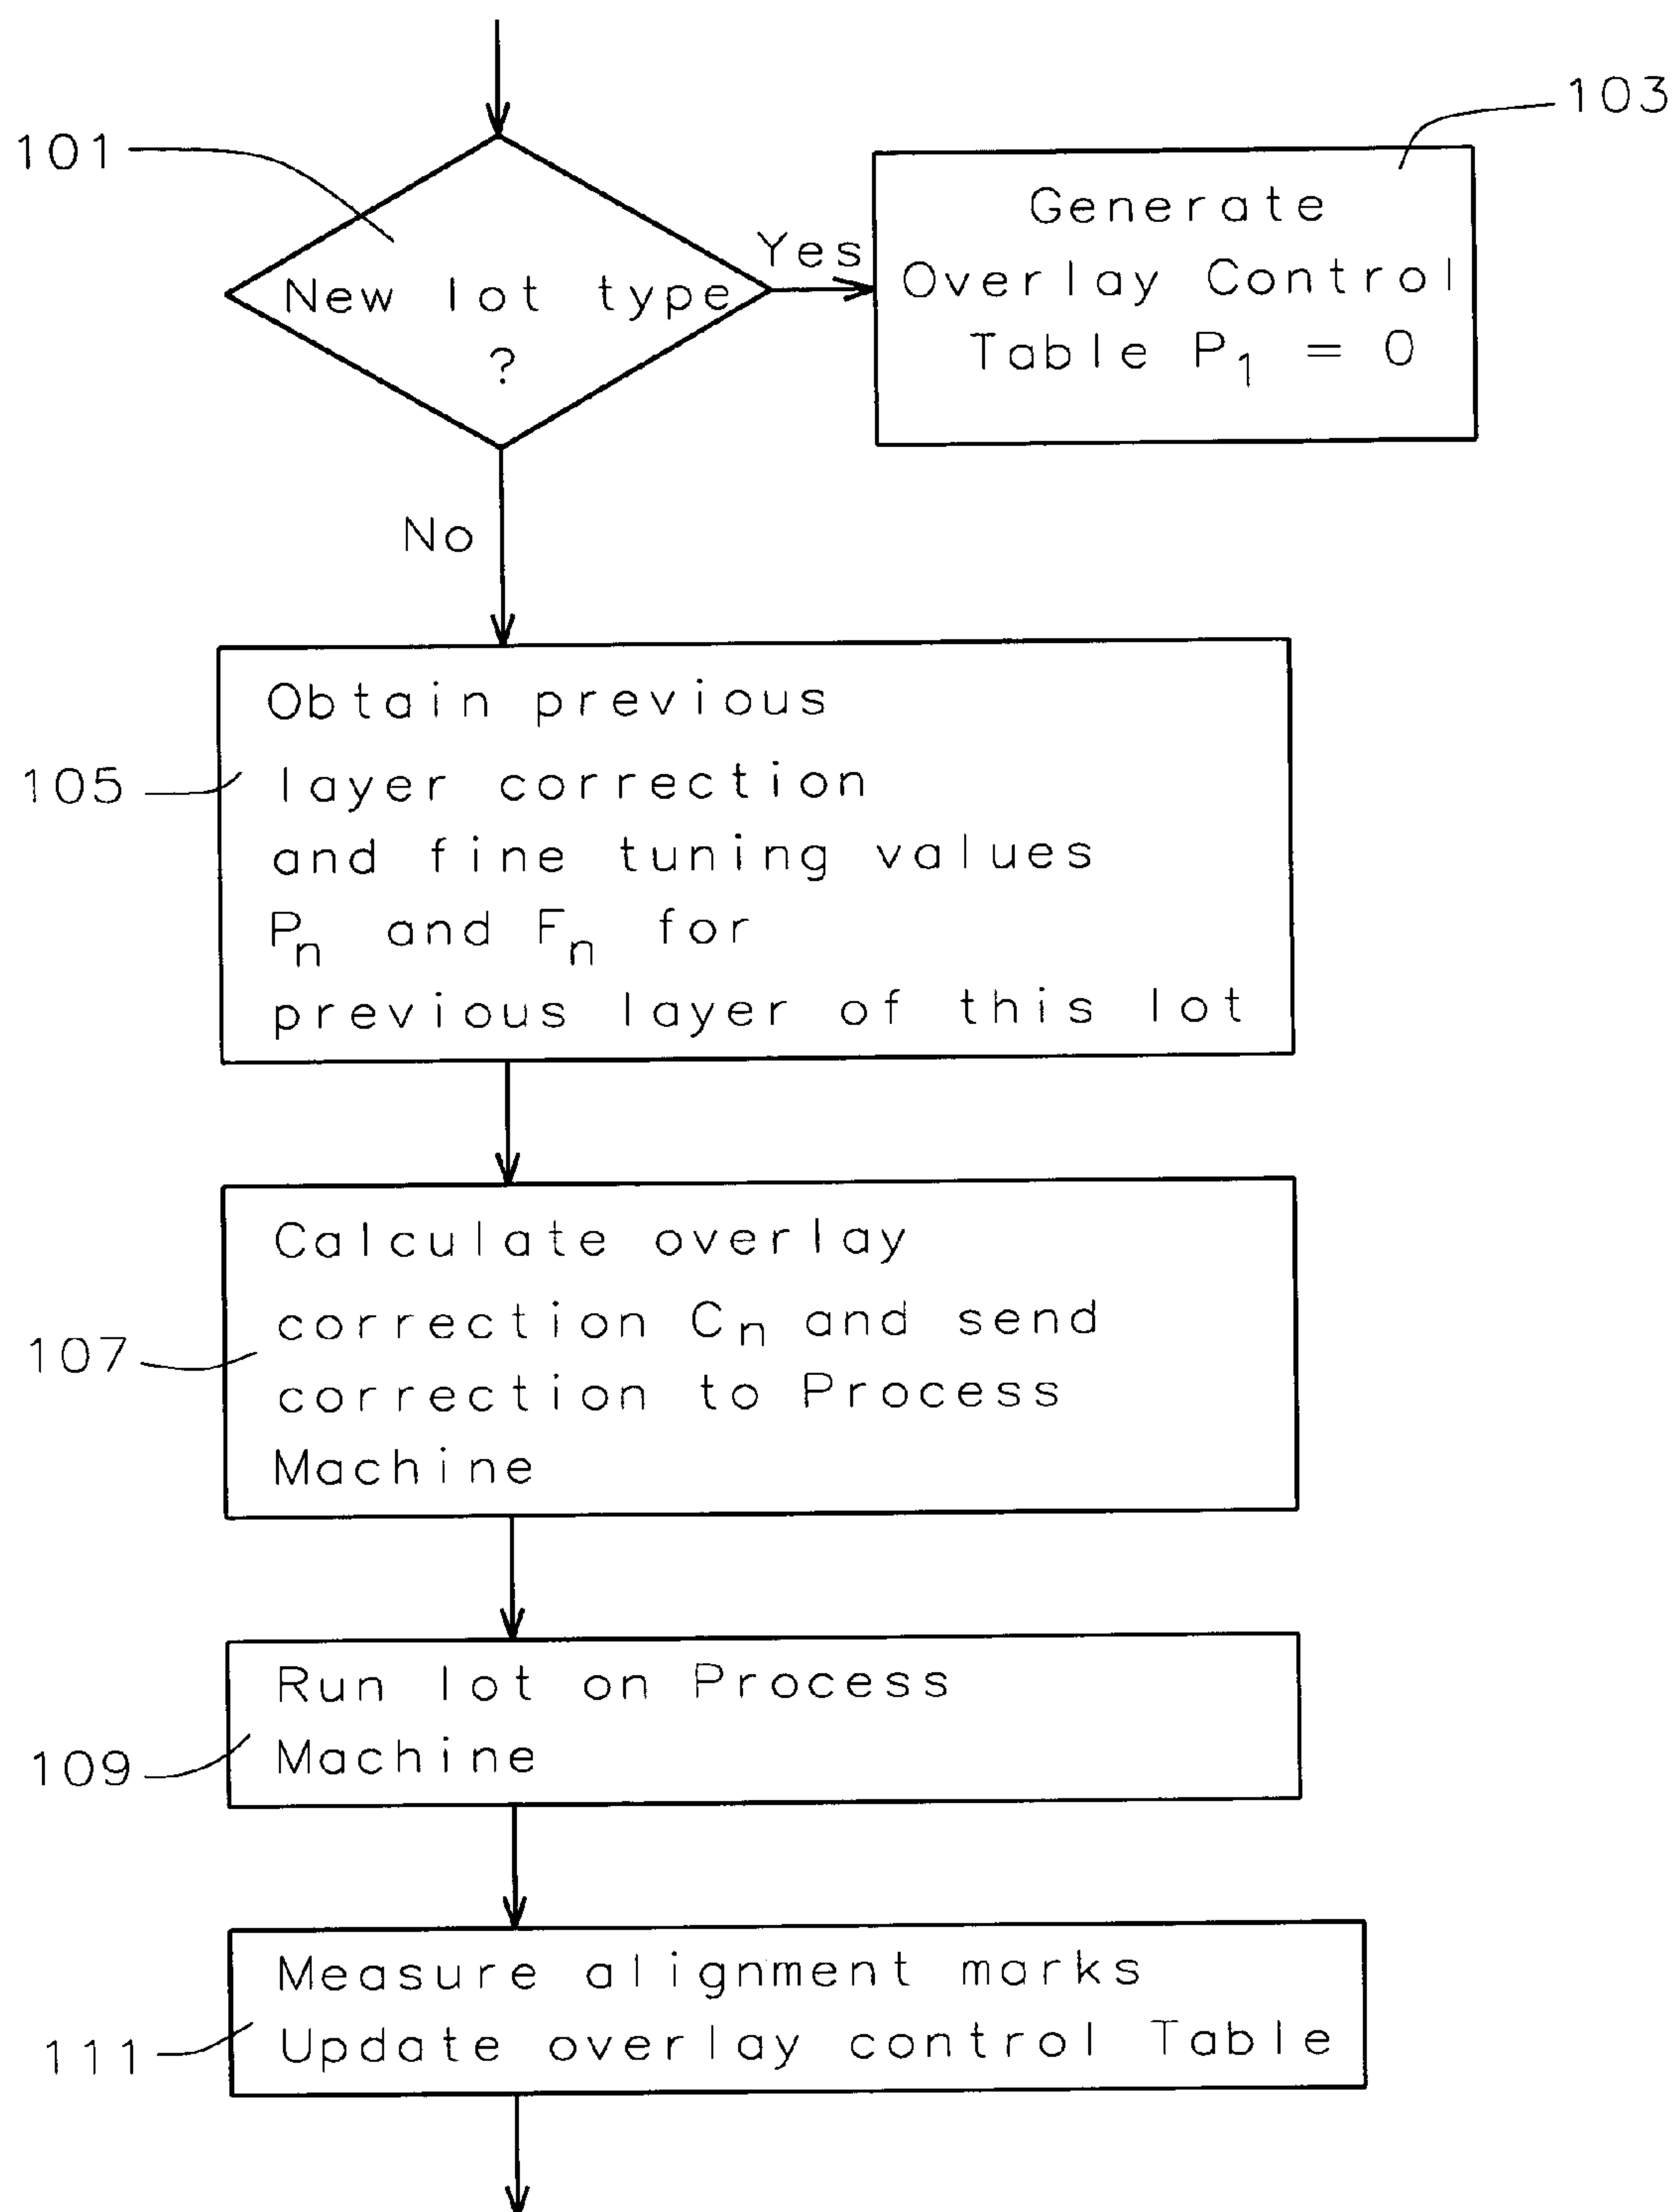 103
101
Generate
Overlay Control
Table P1 = 0
Yes
New lot type
?
No
105
Obtain previous
layer correction
and fine tuning values
Pn and Fn for
previous layer of this lot
107
Calculate overlay
correction Cn and send
correction to Process
Machine
109
Run lot on Process
Machine
111
Measure alignment marks
Update overlay control Table